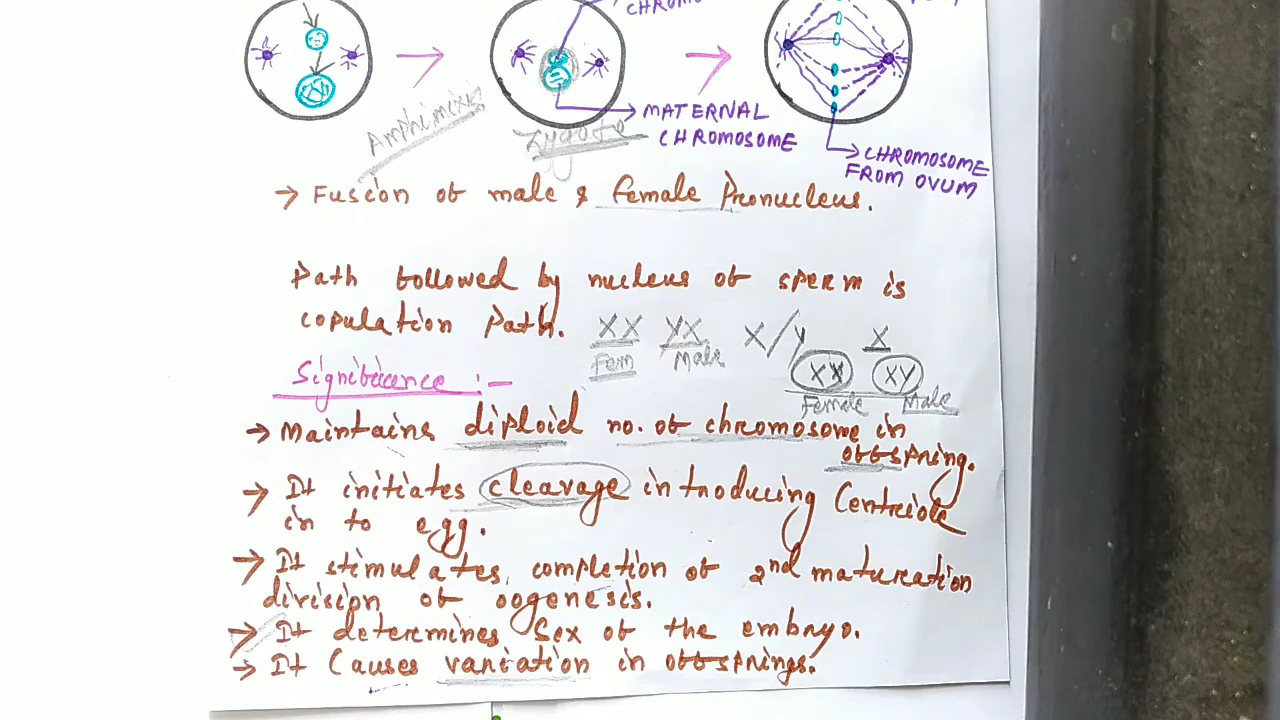 CHROMO
MATERNAL
CHROMOSOME
CHROMOSOME
FROM OVUM
Amphimixis
Zygote
→ Fusion of male & female Pronucleus.
Path followed by nucleus of sperm is
copulation Path.
XX YX X/Y X
Fem Male XX XY
Female Male
Significance :-
→ Maintains diploid no. of chromosome in
offspring.
→ It initiates cleavage introducing Centriole
in to egg.
→ It stimulates completion of 2nd maturation
division of oogenesis.
→ It determines Sex of the embryo.
→ It Causes variation in offsprings.